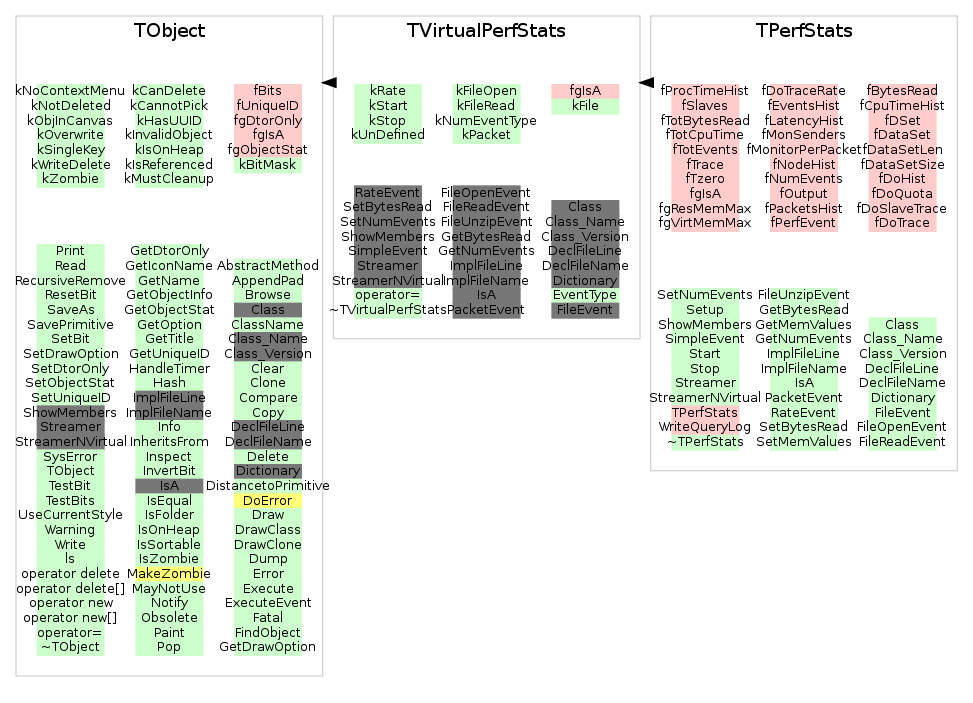 TObject
kNoContextMenu kCanDelete fBits
kNotDeleted kCannotPick fUniqueID
kObjInCanvas kHasUUID fgDtorOnly
kOverwrite kInvalidObject fgIsA
kSingleKey kIsOnHeap fgObjectStat
kWriteDelete kIsReferenced kBitMask
kZombie kMustCleanup
Print GetDtorOnly
Read GetIconName AbstractMethod
RecursiveRemove GetName AppendPad
ResetBit GetObjectInfo Browse
SaveAs GetObjectStat Class
SavePrimitive GetOption ClassName
SetBit GetTitle Class_Name
SetDrawOption GetUniqueID Class_Version
SetDtorOnly HandleTimer Clear
SetObjectStat Hash Clone
SetUniqueID ImplFileLine Compare
ShowMembers ImplFileName Copy
Streamer Info DeclFileLine
StreamerNVirtual InheritsFrom DeclFileName
SysError Inspect Delete
TObject InvertBit Dictionary
TestBit IsA DistancetoPrimitive
TestBits IsEqual DoError
UseCurrentStyle IsFolder Draw
Warning IsOnHeap DrawClass
Write IsSortable DrawClone
ls IsZombie Dump
operator delete MakeZombie Error
operator delete[] MayNotUse Execute
operator new Notify ExecuteEvent
operator new[] Obsolete Fatal
operator= Paint FindObject
~TObject Pop GetDrawOption
TVirtualPerfStats
kRate kFileOpen fgIsA
kStart kFileRead kFile
kStop kNumEventType
kUnDefined kPacket
RateEvent FileOpenEvent
SetBytesRead FileReadEvent Class
SetNumEvents FileUnzipEvent Class_Name
ShowMembers GetBytesRead Class_Version
SimpleEvent GetNumEvents DeclFileLine
Streamer ImplFileLine DeclFileName
StreamerNVirtual ImplFileName Dictionary
operator= IsA EventType
~TVirtualPerfStats PacketEvent FileEvent
TPerfStats
fProcTimeHist fDoTraceRate fBytesRead
fSlaves fEventsHist fCpuTimeHist
fTotBytesRead fLatencyHist fDSet
fTotCpuTime fMonSenders fDataSet
fTotEvents fMonitorPerPacket fDataSetLen
fTrace fNodeHist fDataSetSize
fTzero fNumEvents fDoHist
fgIsA fOutput fDoQuota
fgResMemMax fPacketsHist fDoSlaveTrace
fgVirtMemMax fPerfEvent fDoTrace
SetNumEvents FileUnzipEvent
Setup GetBytesRead
ShowMembers GetMemValues Class
SimpleEvent GetNumEvents Class_Name
Start ImplFileLine Class_Version
Stop ImplFileName DeclFileLine
Streamer IsA DeclFileName
StreamerNVirtual PacketEvent Dictionary
TPerfStats RateEvent FileEvent
WriteQueryLog SetBytesRead FileOpenEvent
~TPerfStats SetMemValues FileReadEvent